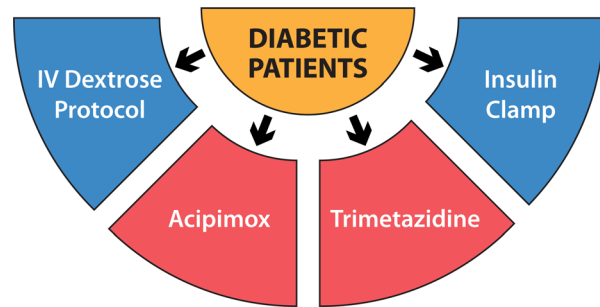 DIABETIC
PATIENTS
IV Dextrose
Protocol
Insulin
Clamp
Acipimox
Trimetazidine